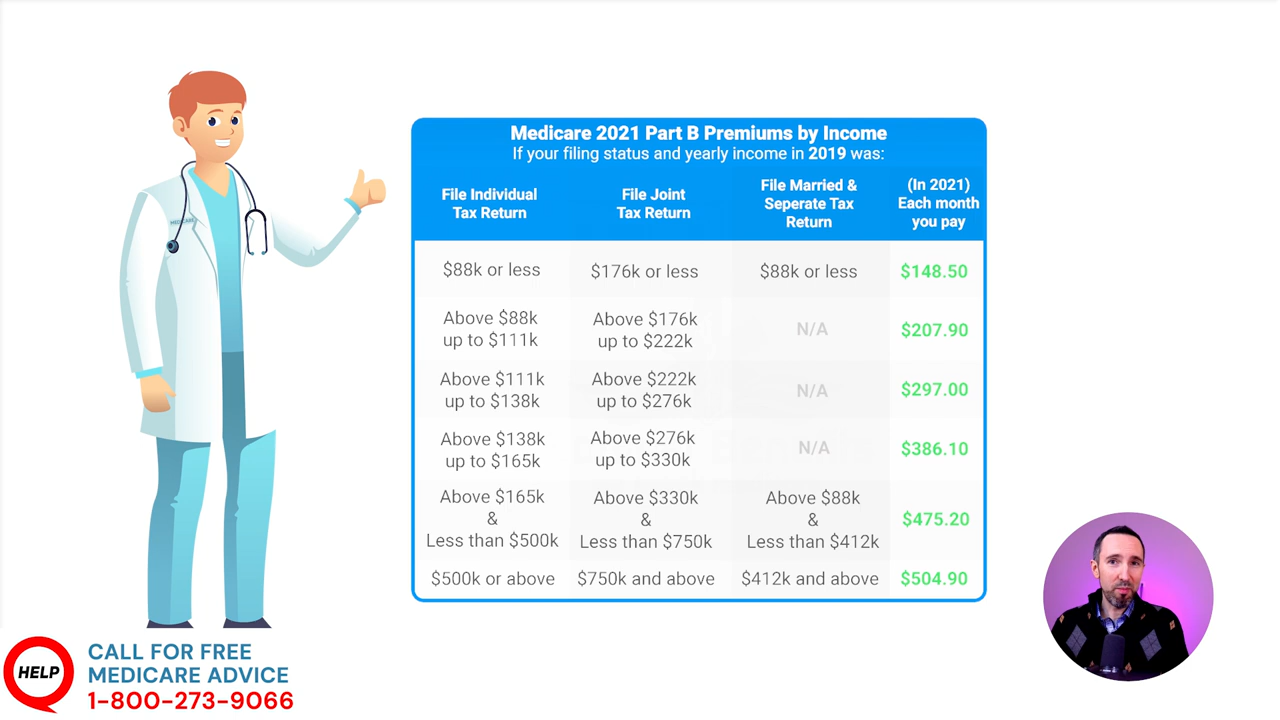 Medicare 2021 Part B Premiums by Income
If your filing status and yearly income in 2019 was:
File Individual
Tax Return
File Joint
Tax Return
File Married &
Seperate Tax
Return
(In 2021)
Each month
you pay
$88k or less
$176k or less
$88k or less
$148.50
Above $88k
up to $111k
Above $176k
up to $222k
N/A
$207.90
Above $111k
up to $138k
Above $222k
up to $276k
N/A
$297.00
Above $138k
up to $165k
Above $276k
up to $330k
N/A
$386.10
Above $165k
&
Less than $500k
Above $330k
&
Less than $750k
Above $88k
&
Less than $412k
$475.20
$500k or above
$750k and above
$412k and above
$504.90
MEDICARE
HELP
CALL FOR FREE
MEDICARE ADVICE
1-800-273-9066